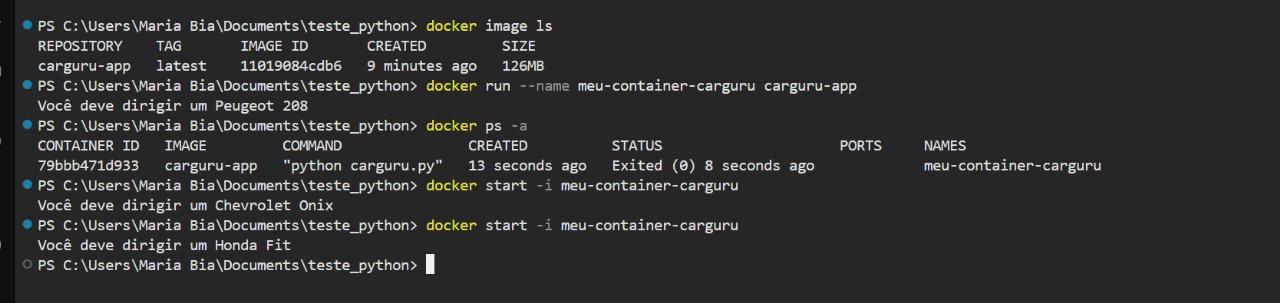 PS C:\Users\Maria Bia\Documents\teste_python> docker image ls
REPOSITORY    TAG       IMAGE ID       CREATED         SIZE
carguru-app   latest    11019084cdb6   9 minutes ago   126MB
PS C:\Users\Maria Bia\Documents\teste_python> docker run --name meu-container-carguru carguru-app
Você deve dirigir um Peugeot 208
PS C:\Users\Maria Bia\Documents\teste_python> docker ps -a
CONTAINER ID   IMAGE         COMMAND               CREATED          STATUS                     PORTS     NAMES
79bbb471d933   carguru-app   "python carguru.py"   13 seconds ago   Exited (0) 8 seconds ago             meu-container-carguru
PS C:\Users\Maria Bia\Documents\teste_python> docker start -i meu-container-carguru
Você deve dirigir um Chevrolet Onix
PS C:\Users\Maria Bia\Documents\teste_python> docker start -i meu-container-carguru
Você deve dirigir um Honda Fit
PS C:\Users\Maria Bia\Documents\teste_python>